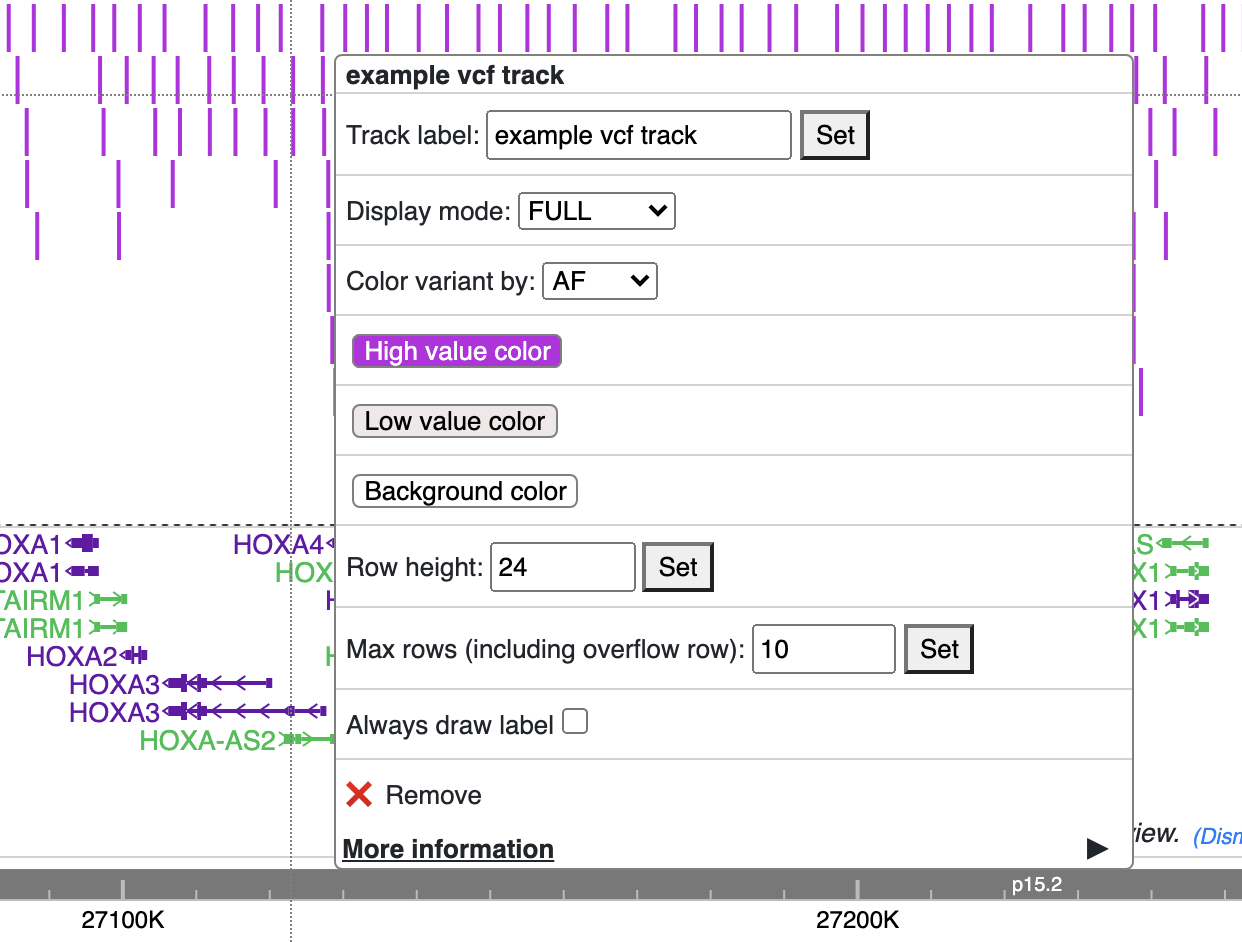 example vcf track
Track label: example vcf track Set
Display mode: FULL
Color variant by: AF
High value color
Low value color
Background color
OXA1 HOXA4 AS
OXA1 HOX X1
TAIRM1 X1
TAIRM1 X1
HOXA2
HOXA3
HOXA3
HOXA-AS2
Row height: 24 Set
Max rows (including overflow row): 10 Set
Always draw label
Remove
iew. (Dism
More information
p15.2
27100K 27200K